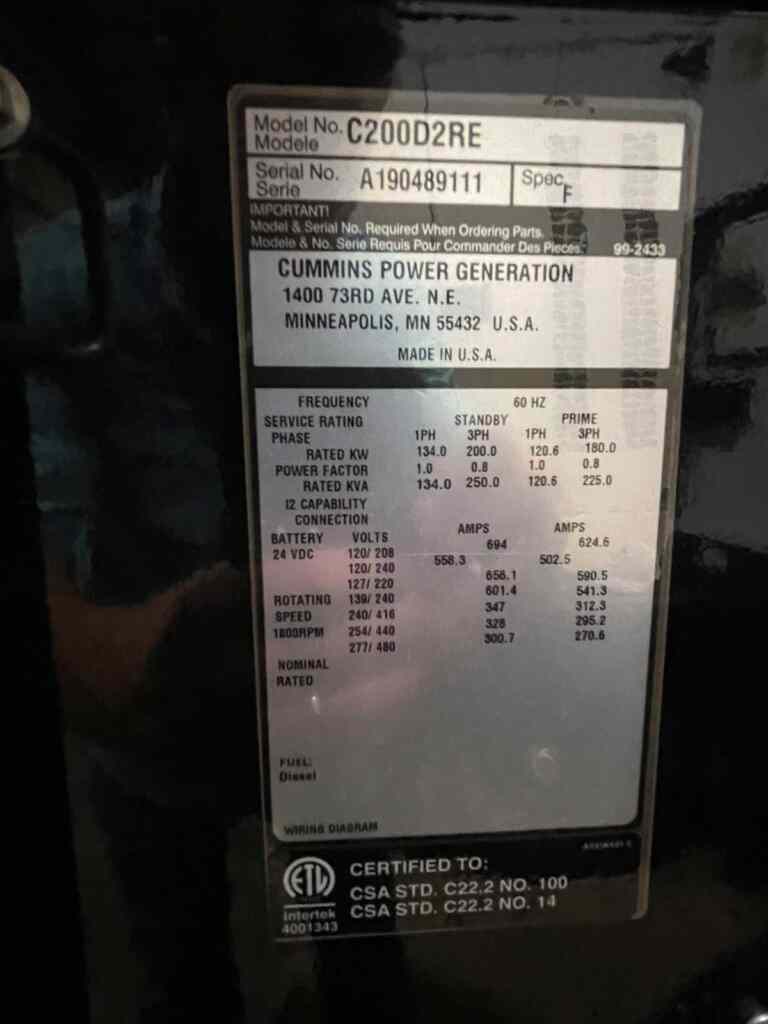 Model No. C200D2RE
Modele
Serial No. A190489111 Spec F
Serie
IMPORTANT!
Model & Serial No. Required When Ordering Parts.
Modele & No. Serie Requis Pour Commander Des Pieces. 99-2433
CUMMINS POWER GENERATION
1400 73RD AVE. N.E.
MINNEAPOLIS, MN 55432 U.S.A.
MADE IN U.S.A.
FREQUENCY 60 HZ
SERVICE RATING STANDBY PRIME
PHASE 1PH 3PH 1PH 3PH
RATED KW 134.0 200.0 120.6 180.0
POWER FACTOR 1.0 0.8 1.0 0.8
RATED KVA 134.0 250.0 120.6 225.0
I2 CAPABILITY
CONNECTION
BATTERY VOLTS AMPS AMPS
24 VDC 120/ 208 694 624.6
120/ 240 558.3 502.5
127/ 220 656.1 590.5
ROTATING 139/ 240 601.4 541.3
SPEED 240/ 416 347 312.3
1800RPM 254/ 440 328 295.2
277/ 480 300.7 270.6
NOMINAL
RATED
FUEL:
Diesel
WIRING DIAGRAM
ETL CERTIFIED TO:
CSA STD. C22.2 NO. 100
Intertek CSA STD. C22.2 NO. 14
4001343